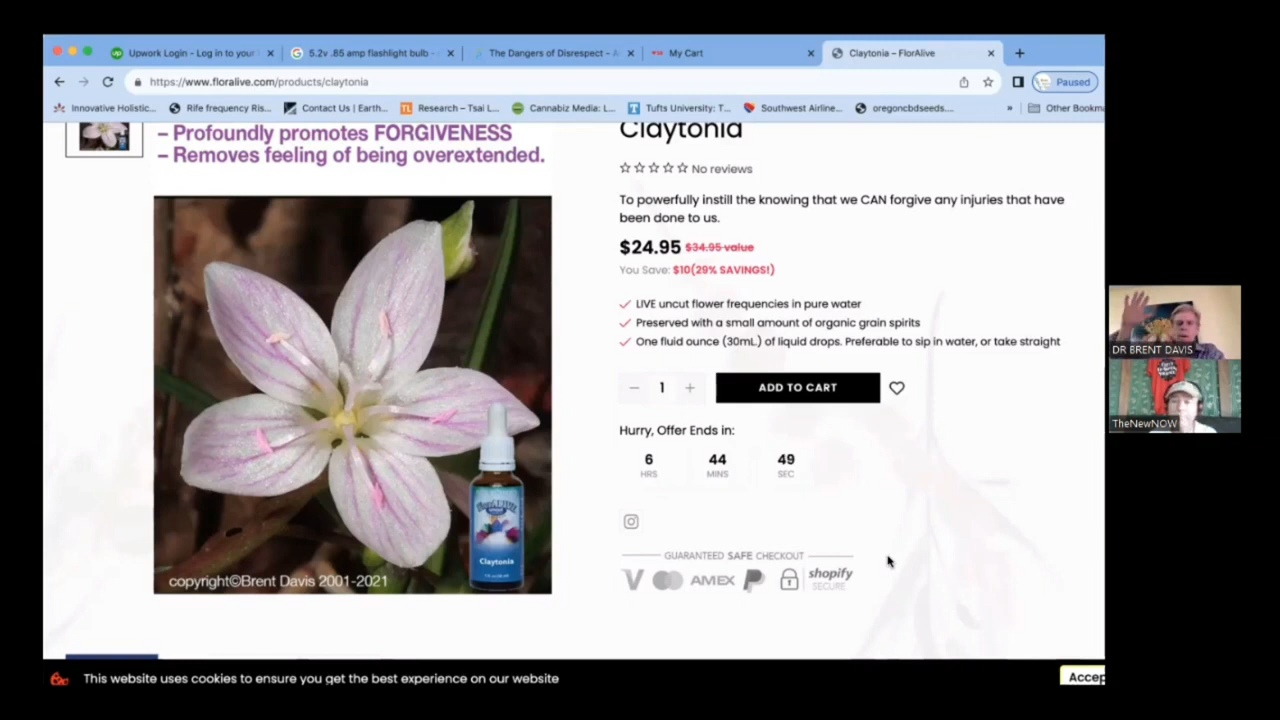 Upwork Login - Log in to your
5.2v .85 amp flashlight bulb -
The Dangers of Disrespect - A
My Cart
Claytonia – FlorAlive
https://www.floralive.com/products/claytonia
Paused
Innovative Holistic...
Rife frequency Ris...
Contact Us | Earth...
Research – Tsai L...
Cannabiz Media: L...
Tufts University: T...
Southwest Airline...
oregoncbdseeds....
»
Other Bookma
– Profoundly promotes FORGIVENESS
– Removes feeling of being overextended.
Claytonia
No reviews
To powerfully instill the knowing that we CAN forgive any injuries that have
been done to us.
$24.95 $34.95 value
You Save: $10(29% SAVINGS!)
LIVE uncut flower frequencies in pure water
Preserved with a small amount of organic grain spirits
One fluid ounce (30mL) of liquid drops. Preferable to sip in water, or take straight
− 1 +
ADD TO CART
Hurry, Offer Ends in:
6 44 49
HRS MINS SEC
Claytonia
copyright©Brent Davis 2001-2021
GUARANTEED SAFE CHECKOUT
AMEX
shopify
SECURE
This website uses cookies to ensure you get the best experience on our website
Accep
DR BRENT DAVIS
TheNewNOW